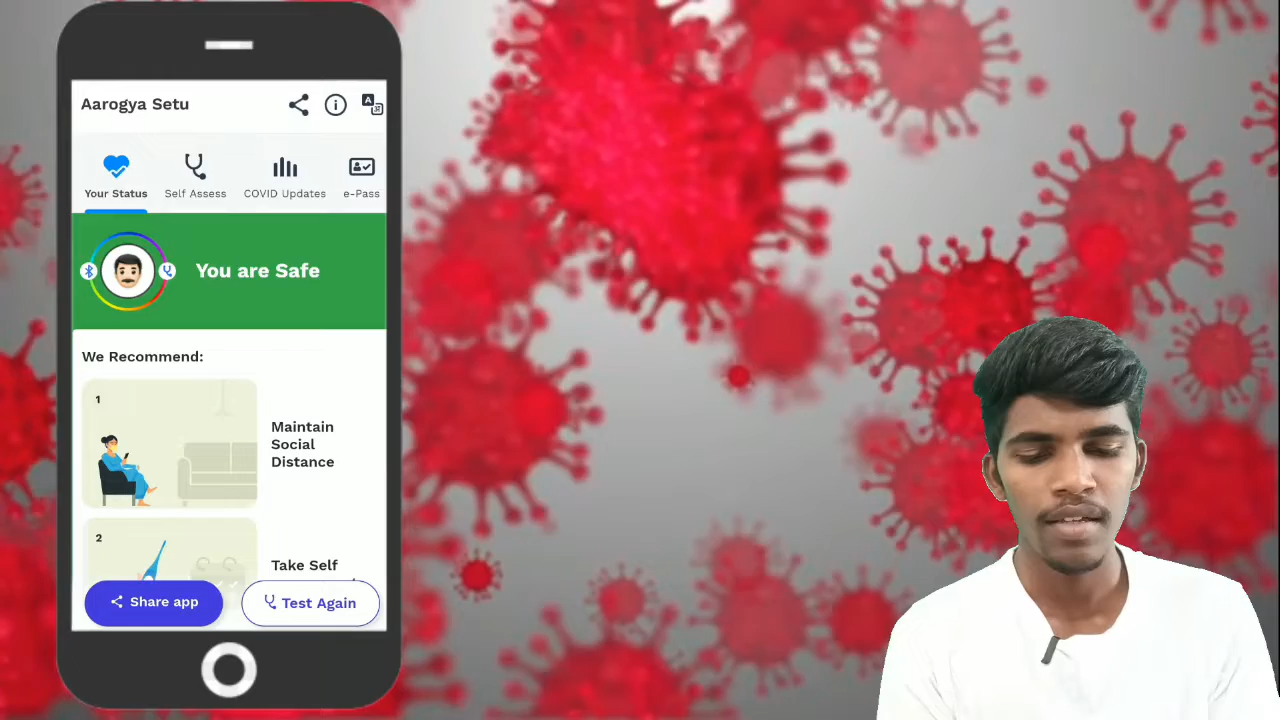 Aarogya Setu
Your Status
Self Assess
COVID Updates
e-Pass
You are Safe
We Recommend:
1
Maintain
Social
Distance
2
Take Self
Share app
Test Again